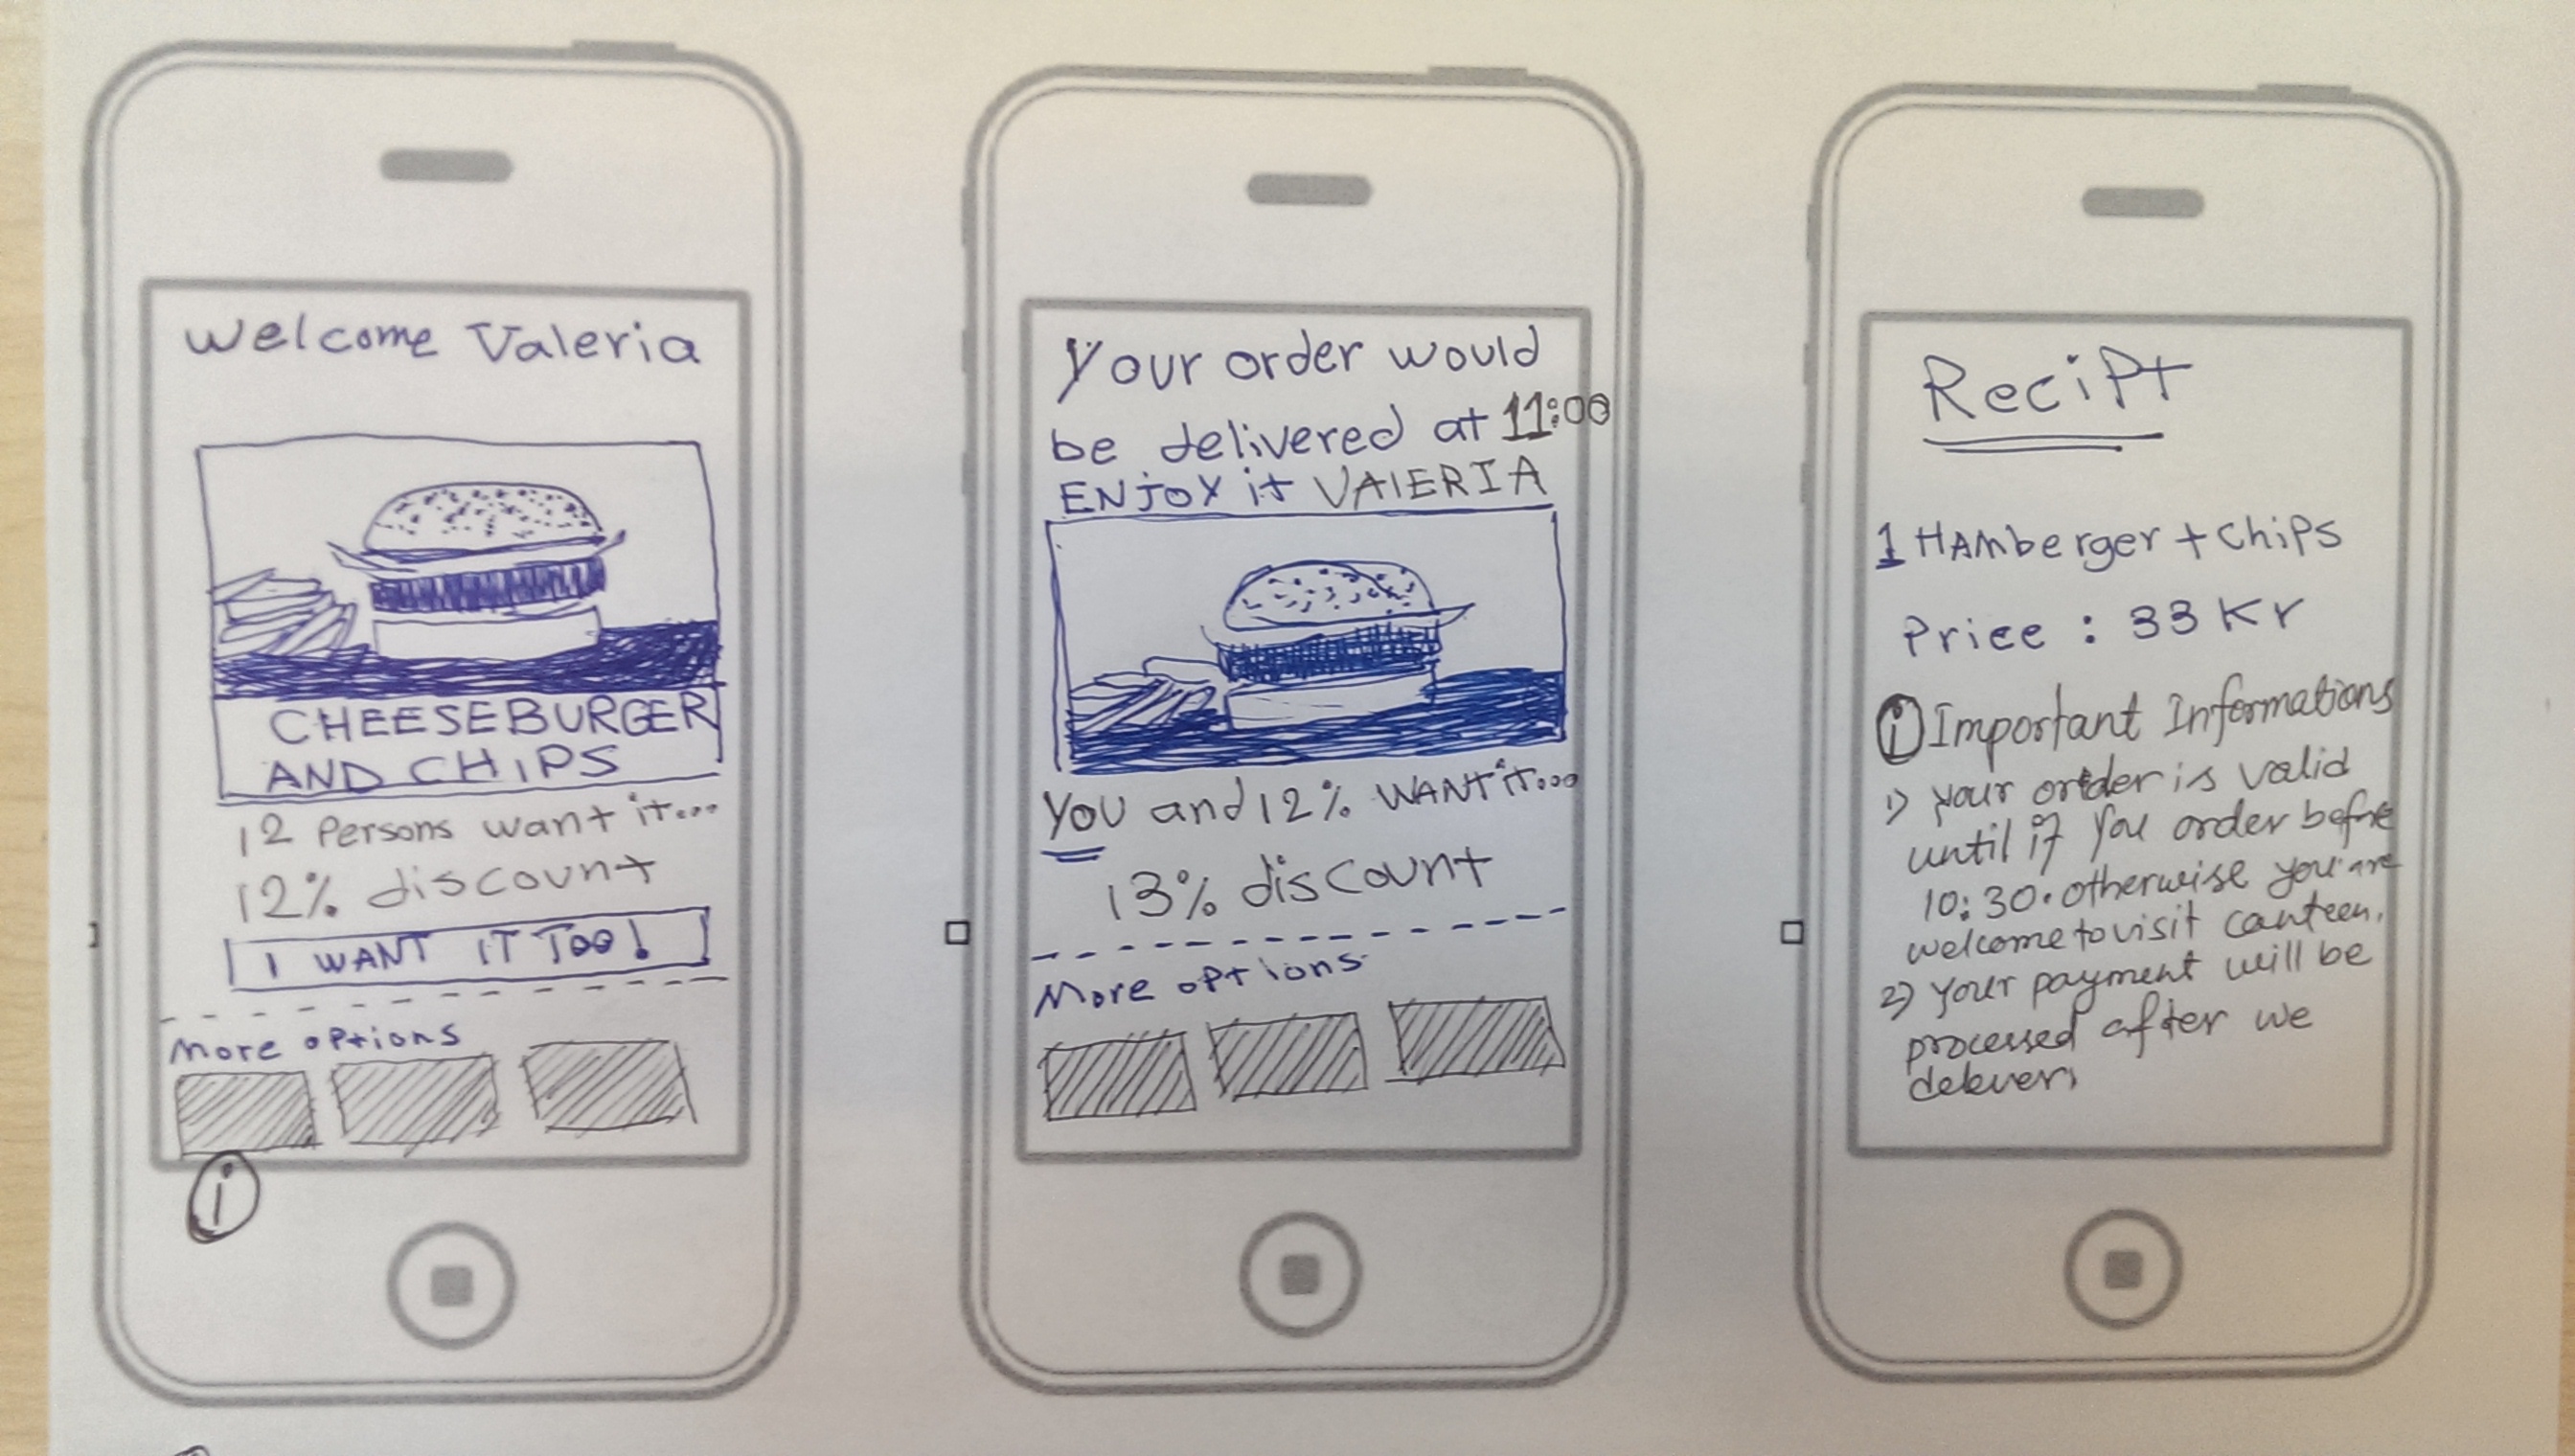 Welcome Valeria
CHEESEBURGER
AND CHIPS
12 Persons want it...
12% discount
I WANT IT TOO!
More options
i
Your order would
be delivered at 11:00
ENJOY it VAlERIA
YOU and 12% WANT it...
13% discount
More options
Recipt
1 HAmberger + Chips
Price : 33 Kr
i Important Informations
1) your order is valid
until if you order before
10:30. otherwise you are
welcome to visit canteen.
2) your payment will be
processed after we